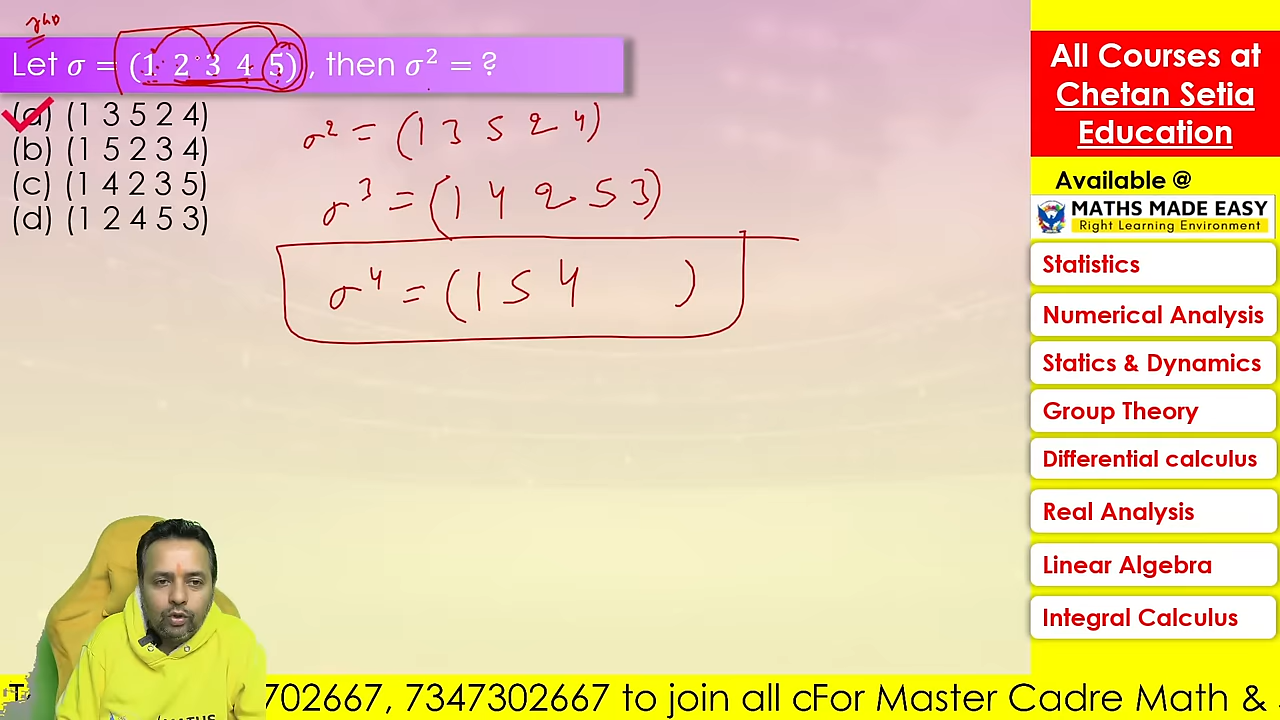 Let σ = (1 2 3 4 5), then σ² = ?
(a) (1 3 5 2 4)
(b) (1 5 2 3 4)
(c) (1 4 2 3 5)
(d) (1 2 4 5 3)
σ² = (1 3 5 2 4)
σ³ = (1 4 2 5 3)
σ⁴ = (1 5 4 )
All Courses at
Chetan Setia
Education
Available @
MATHS MADE EASY
Right Learning Environment
Statistics
Numerical Analysis
Statics & Dynamics
Group Theory
Differential calculus
Real Analysis
Linear Algebra
Integral Calculus
702667, 7347302667 to join all cFor Master Cadre Math &